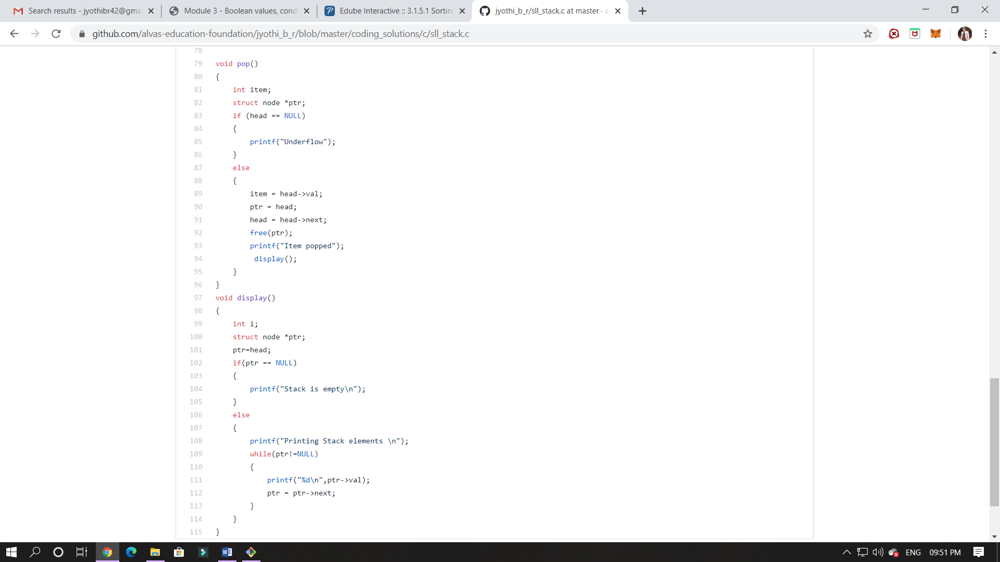 Search results - jyothibr42@gmai
Module 3 - Boolean values, cond
Edube Interactive :: 3.1.5.1 Sorting
jyothi_b_r/sll_stack.c at master · a
github.com/alvas-education-foundation/jyothi_b_r/blob/master/coding_solutions/c/sll_stack.c
78
79 void pop()
80 {
81 int item;
82 struct node *ptr;
83 if (head == NULL)
84 {
85 printf("Underflow");
86 }
87 else
88 {
89 item = head->val;
90 ptr = head;
91 head = head->next;
92 free(ptr);
93 printf("Item popped");
94 display();
95 }
96 }
97 void display()
98 {
99 int i;
100 struct node *ptr;
101 ptr=head;
102 if(ptr == NULL)
103 {
104 printf("Stack is empty\n");
105 }
106 else
107 {
108 printf("Printing Stack elements \n");
109 while(ptr!=NULL)
110 {
111 printf("%d\n",ptr->val);
112 ptr = ptr->next;
113 }
114 }
115 }
ENG 09:51 PM